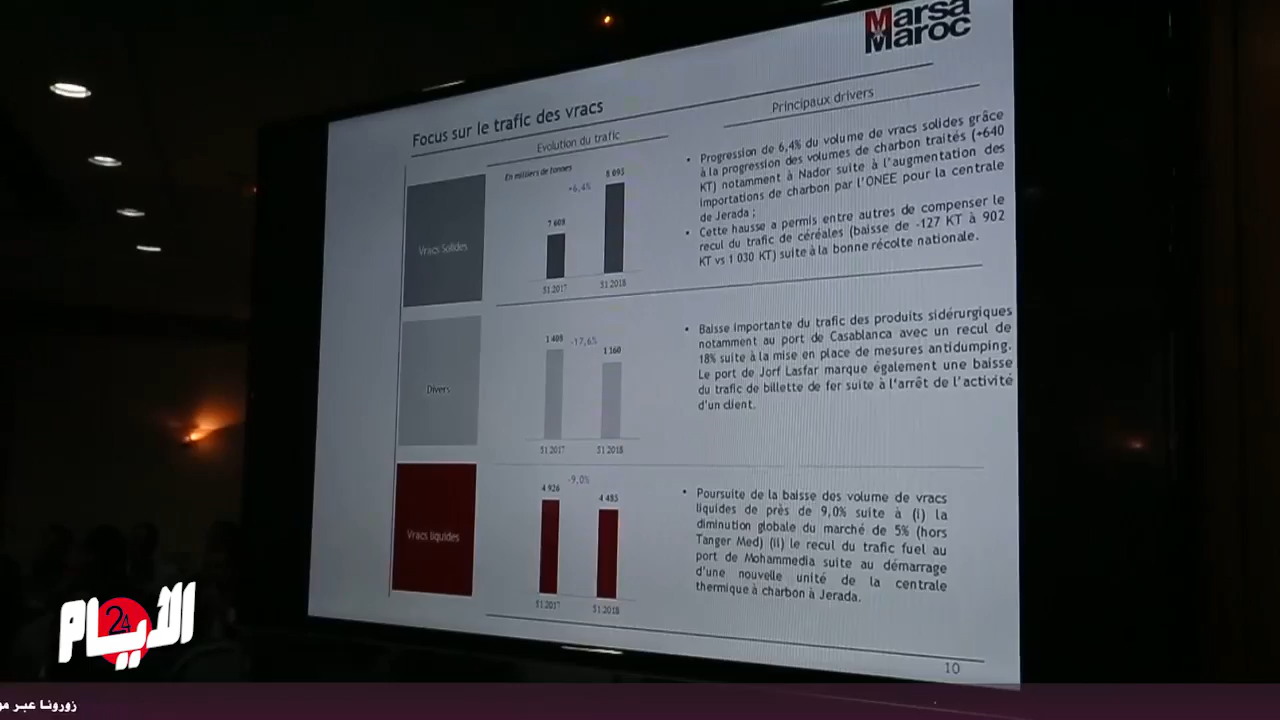 Marsa
Maroc
Focus sur le trafic des vracs
Evolution du trafic
Principaux drivers
En milliers de tonnes
Vracs Solides
7 608
+6,4%
8 093
S1 2017
S1 2018
• Progression de 6,4% du volume de vracs solides grâce
à la progression des volumes de charbon traités (+640
KT) notamment à Nador suite à l'augmentation des
importations de charbon par l'ONEE pour la centrale
de Jerada ;
• Cette hausse a permis entre autres de compenser le
recul du trafic de céréales (baisse de -127 KT à 902
KT vs 1 030 KT) suite à la bonne récolte nationale.
Divers
1 408
-17,6%
1 160
S1 2017
S1 2018
• Baisse importante du trafic des produits sidérurgiques
notamment au port de Casablanca avec un recul de
18% suite à la mise en place de mesures antidumping.
Le port de Jorf Lasfar marque également une baisse
du trafic de billette de fer suite à l'arrêt de l'activité
d'un client.
Vracs liquides
4 926
-9,0%
4 485
S1 2017
S1 2018
• Poursuite de la baisse des volume de vracs
liquides de près de 9,0% suite à (i) la
diminution globale du marché de 5% (hors
Tanger Med) (ii) le recul du trafic fuel au
port de Mohammedia suite au démarrage
d'une nouvelle unité de la centrale
thermique à charbon à Jerada.
10
الأيام 24
زورونا عبر